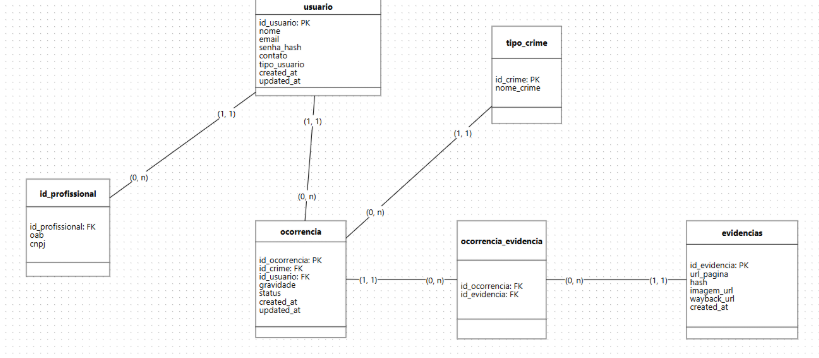 usuario
id_usuario: PK
nome
email
senha_hash
contato
tipo_usuario
created_at
updated_at
tipo_crime
id_crime: PK
nome_crime
(1, 1)
(1, 1)
(1, 1)
(0, n)
(0, n)
(0, n)
id_profissional
id_profissional: FK
oab
cnpj
ocorrencia
id_ocorrencia: PK
id_crime: FK
id_usuario: FK
gravidade
status
created_at
updated_at
(1, 1)
(0, n)
ocorrencia_evidencia
id_ocorrencia: FK
id_evidencia: FK
(0, n)
(1, 1)
evidencias
id_evidencia: PK
url_pagina
hash
imagem_url
wayback_url
created_at